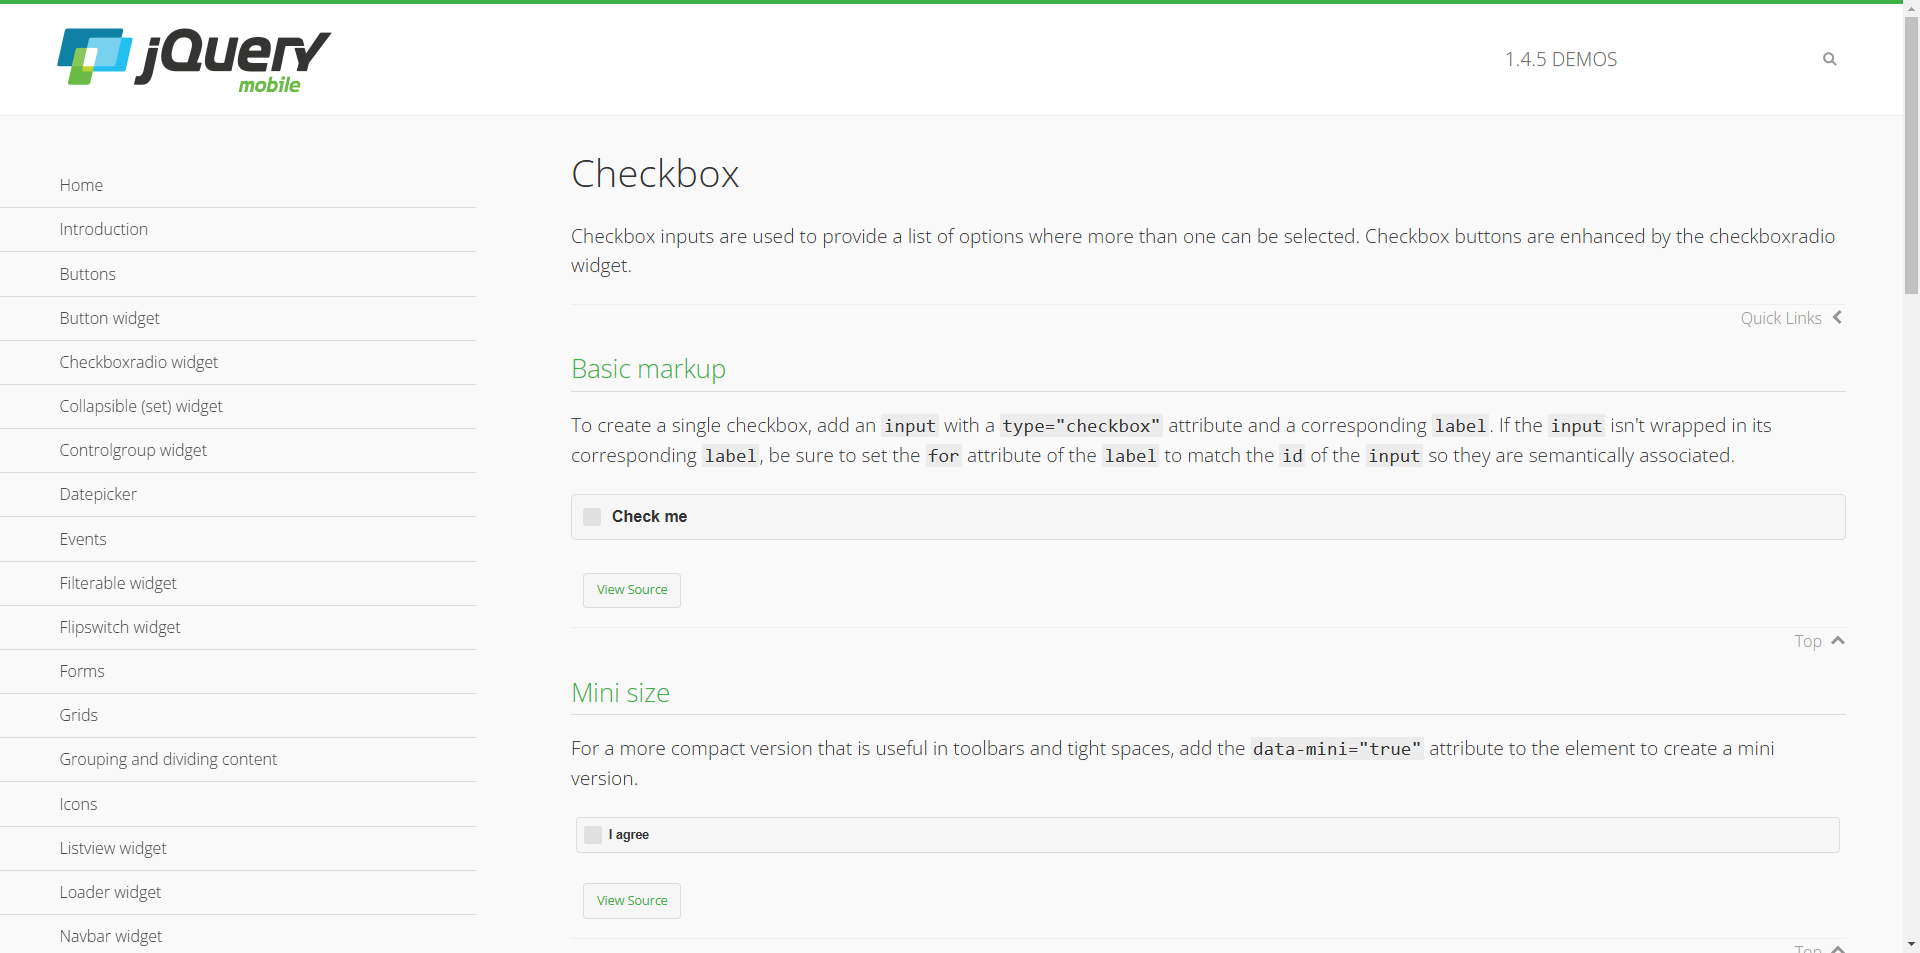 jQuery
mobile
1.4.5 DEMOS
Home
Introduction
Buttons
Button widget
Checkboxradio widget
Collapsible (set) widget
Controlgroup widget
Datepicker
Events
Filterable widget
Flipswitch widget
Forms
Grids
Grouping and dividing content
Icons
Listview widget
Loader widget
Navbar widget
Checkbox
Checkbox inputs are used to provide a list of options where more than one can be selected. Checkbox buttons are enhanced by the checkboxradio
widget.
Quick Links
Basic markup
To create a single checkbox, add an input with a type="checkbox" attribute and a corresponding label. If the input isn't wrapped in its
corresponding label, be sure to set the for attribute of the label to match the id of the input so they are semantically associated.
Check me
View Source
Top
Mini size
For a more compact version that is useful in toolbars and tight spaces, add the data-mini="true" attribute to the element to create a mini
version.
I agree
View Source
Top